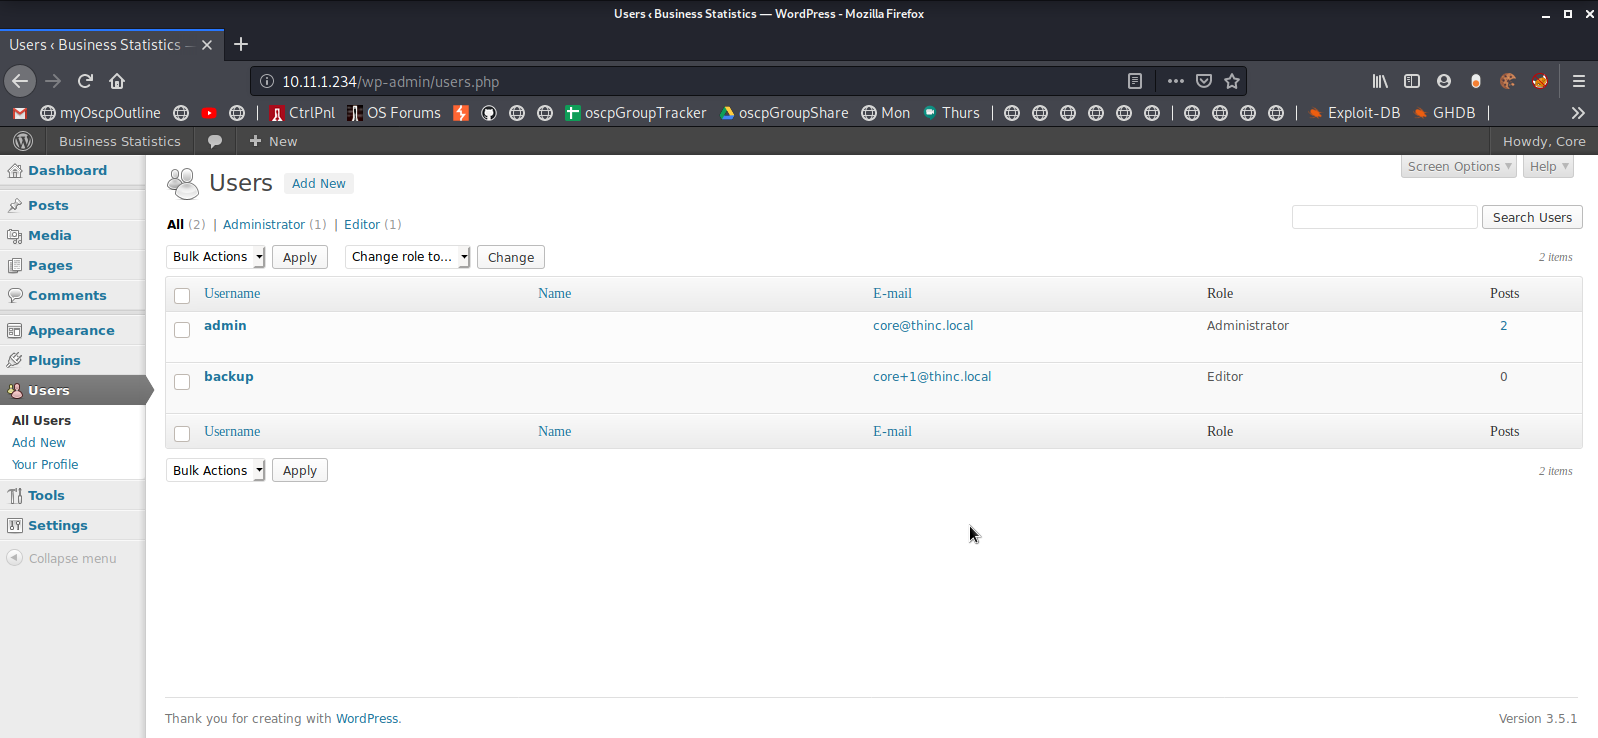 Users ‹ Business Statistics — WordPress - Mozilla Firefox
Users ‹ Business Statistics —
10.11.1.234/wp-admin/users.php
myOscpOutline CtrlPnl OS Forums oscpGroupTracker oscpGroupShare Mon Thurs Exploit-DB GHDB
Business Statistics New Howdy, Core
Screen Options Help
Dashboard
Posts
Media
Pages
Comments
Appearance
Plugins
Users
All Users
Add New
Your Profile
Tools
Settings
Collapse menu
Users Add New
All (2) | Administrator (1) | Editor (1)
Search Users
Bulk Actions Apply Change role to... Change 2 items
Username Name E-mail Role Posts
admin core@thinc.local Administrator 2
backup core+1@thinc.local Editor 0
Username Name E-mail Role Posts
Bulk Actions Apply 2 items
Thank you for creating with WordPress. Version 3.5.1